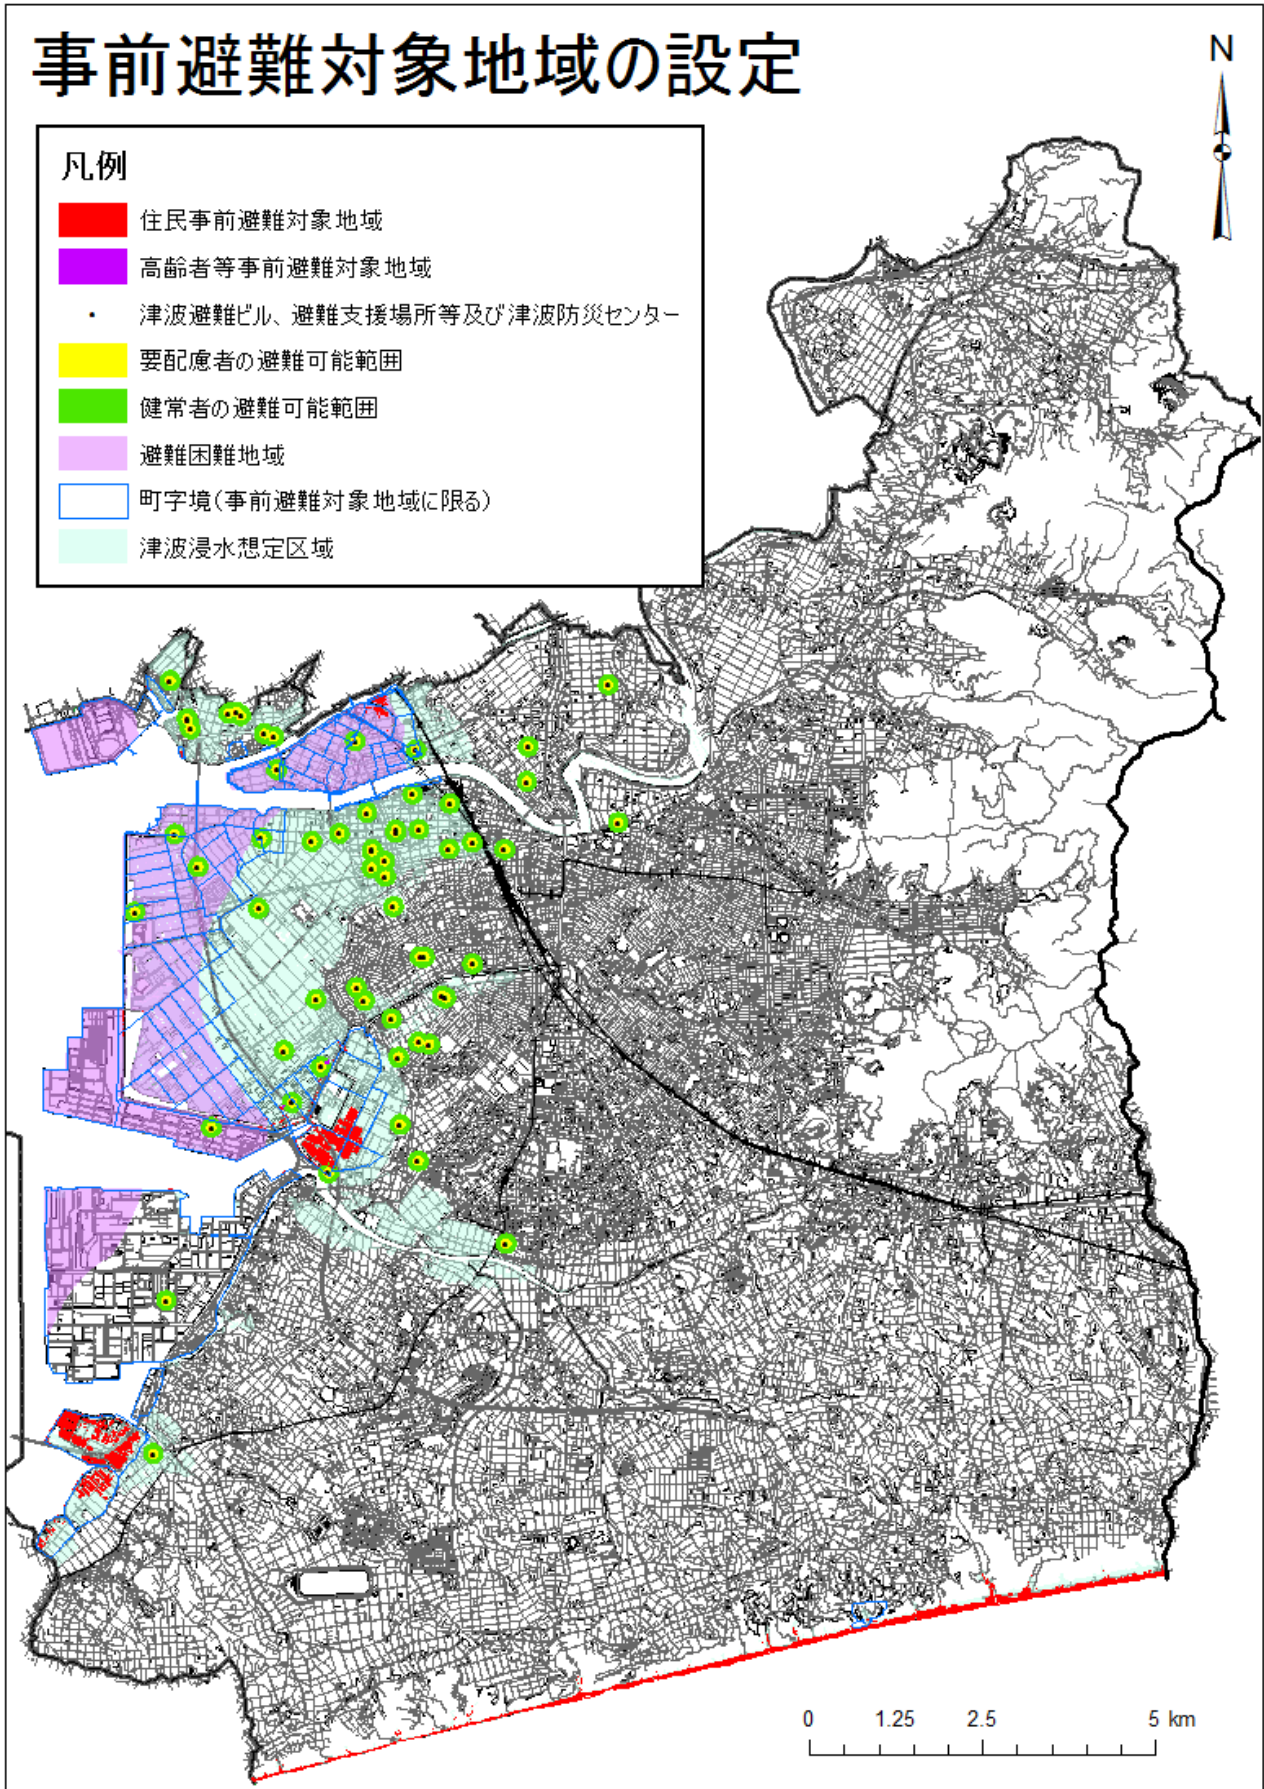 事前避難対象地域の設定
N
凡例
住民事前避難対象地域
高齢者等事前避難対象地域
津波避難ビル、避難支援場所等及び津波防災センター
要配慮者の避難可能範囲
健常者の避難可能範囲
避難困難地域
町字境(事前避難対象地域に限る)
津波浸水想定区域
0 1.25 2.5 5 km